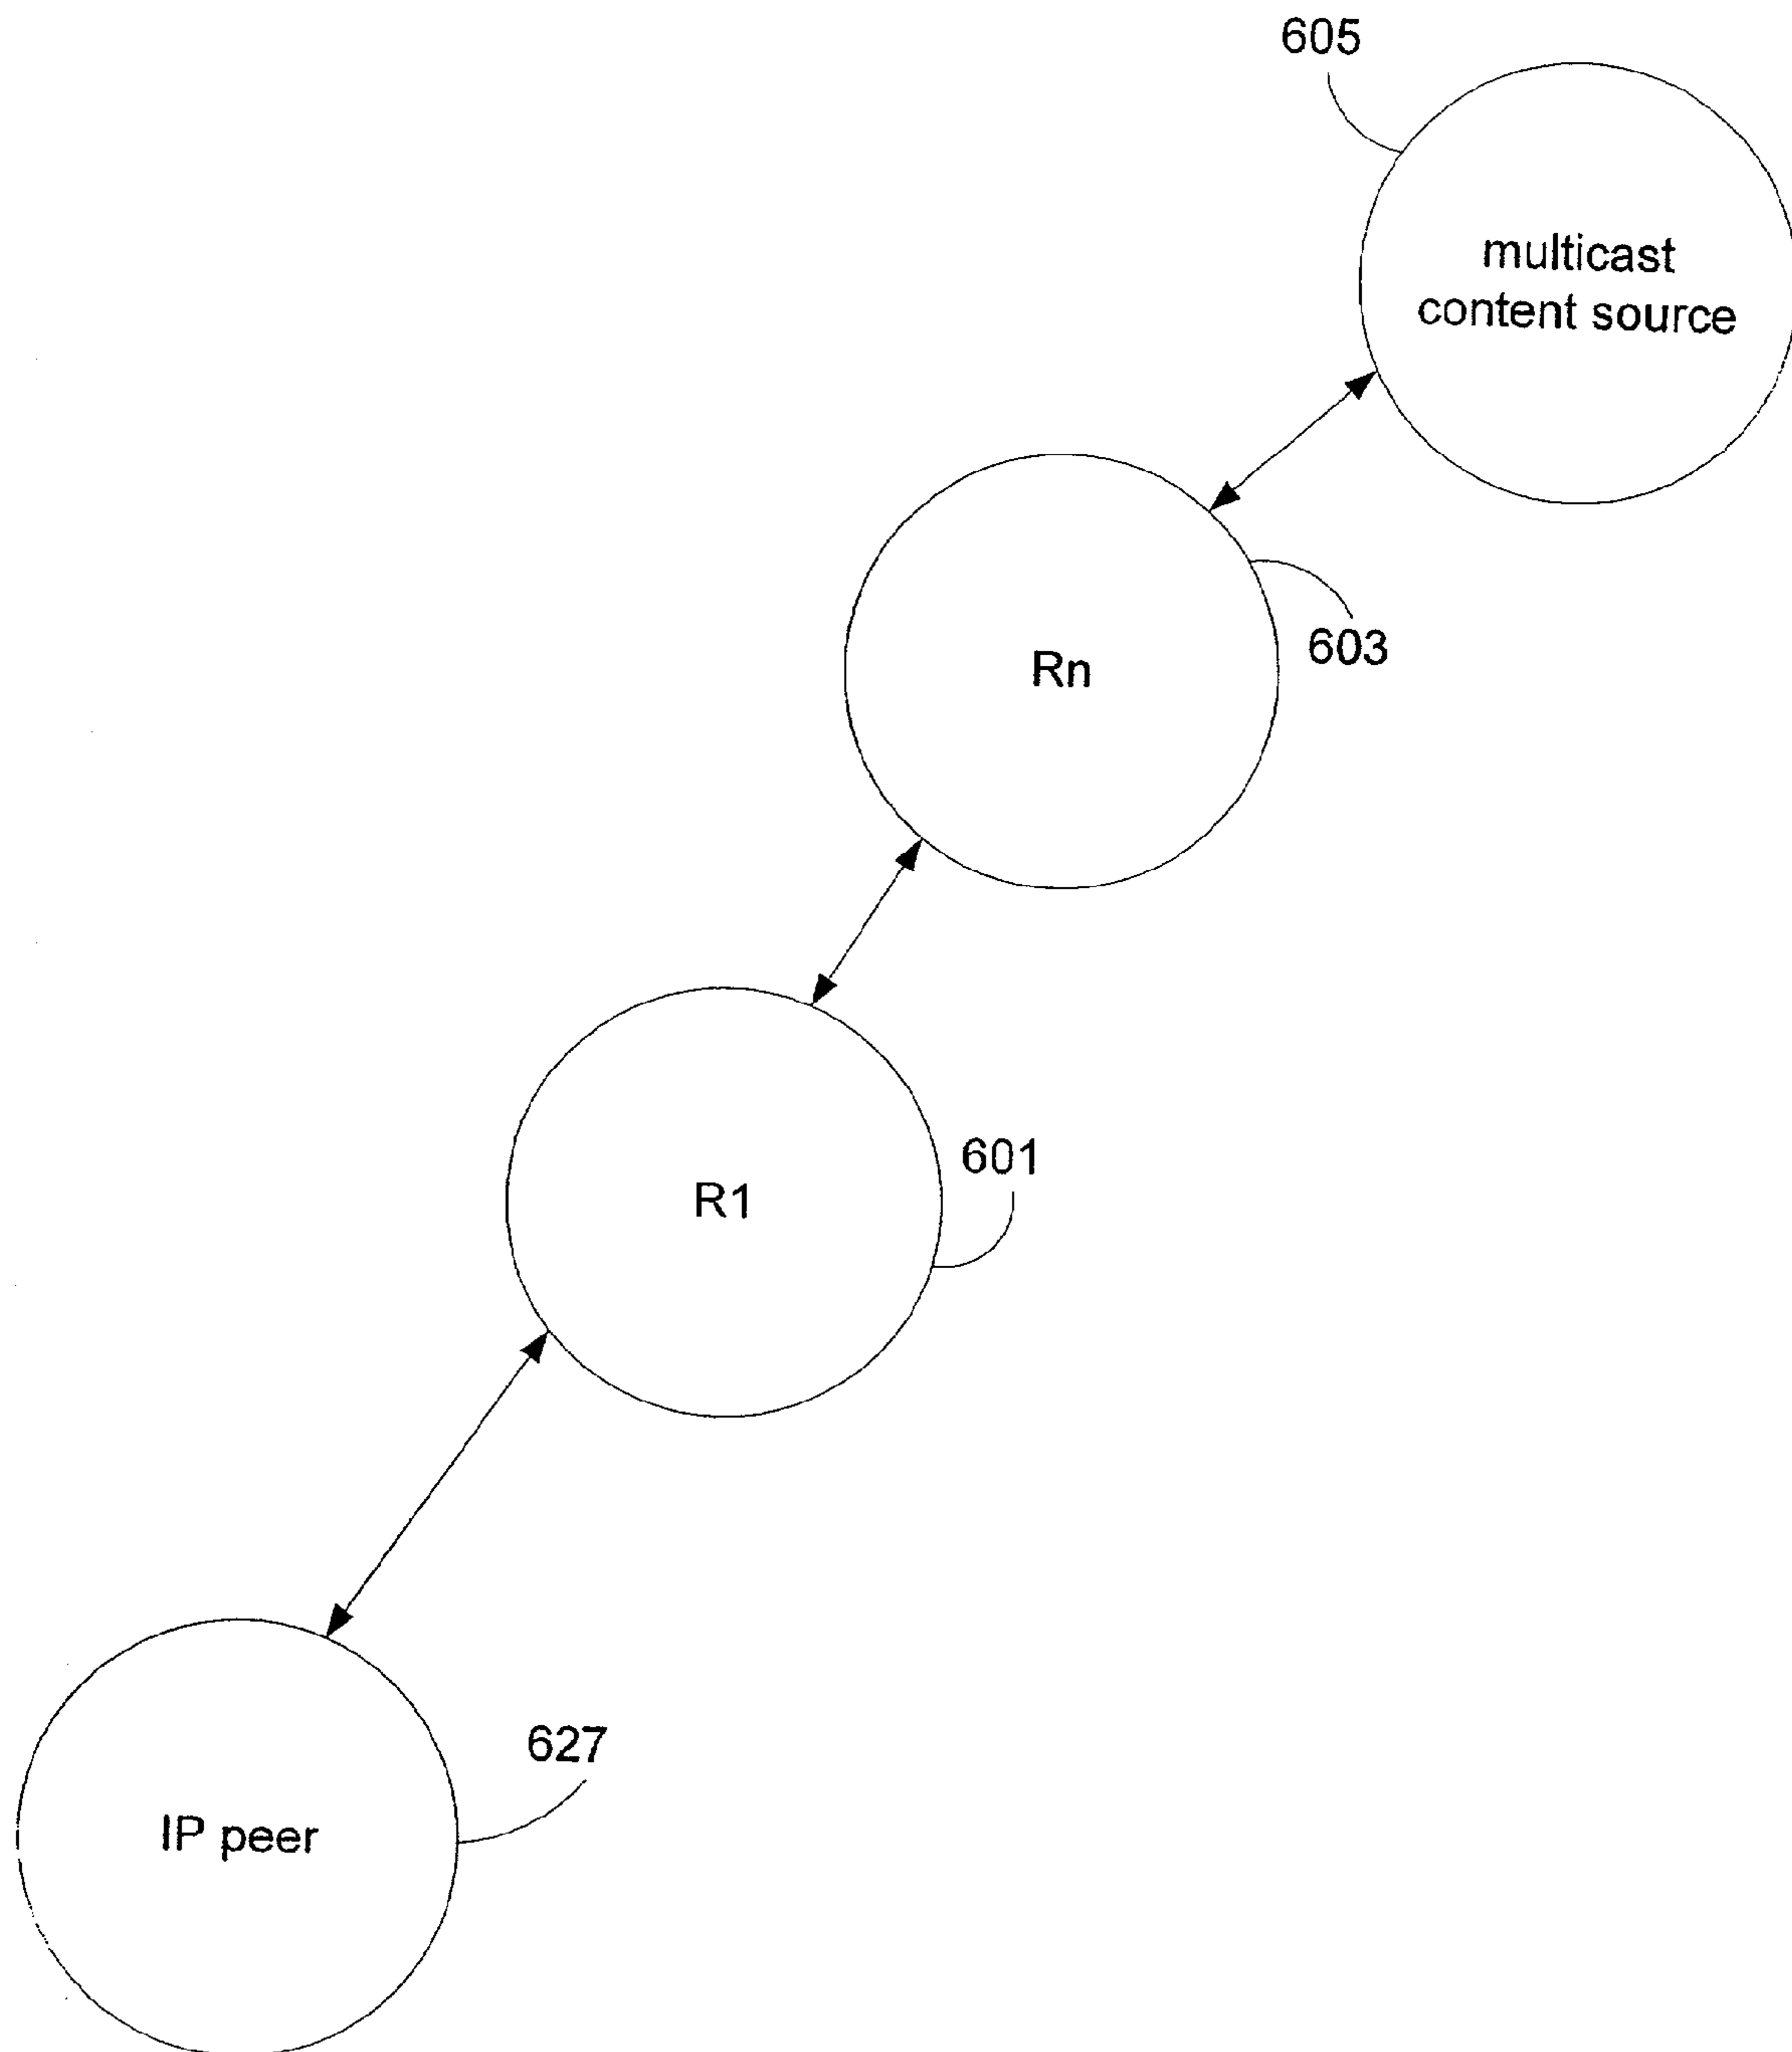 605
multicast
content source
Rn
603
601
R1
627
IP peer